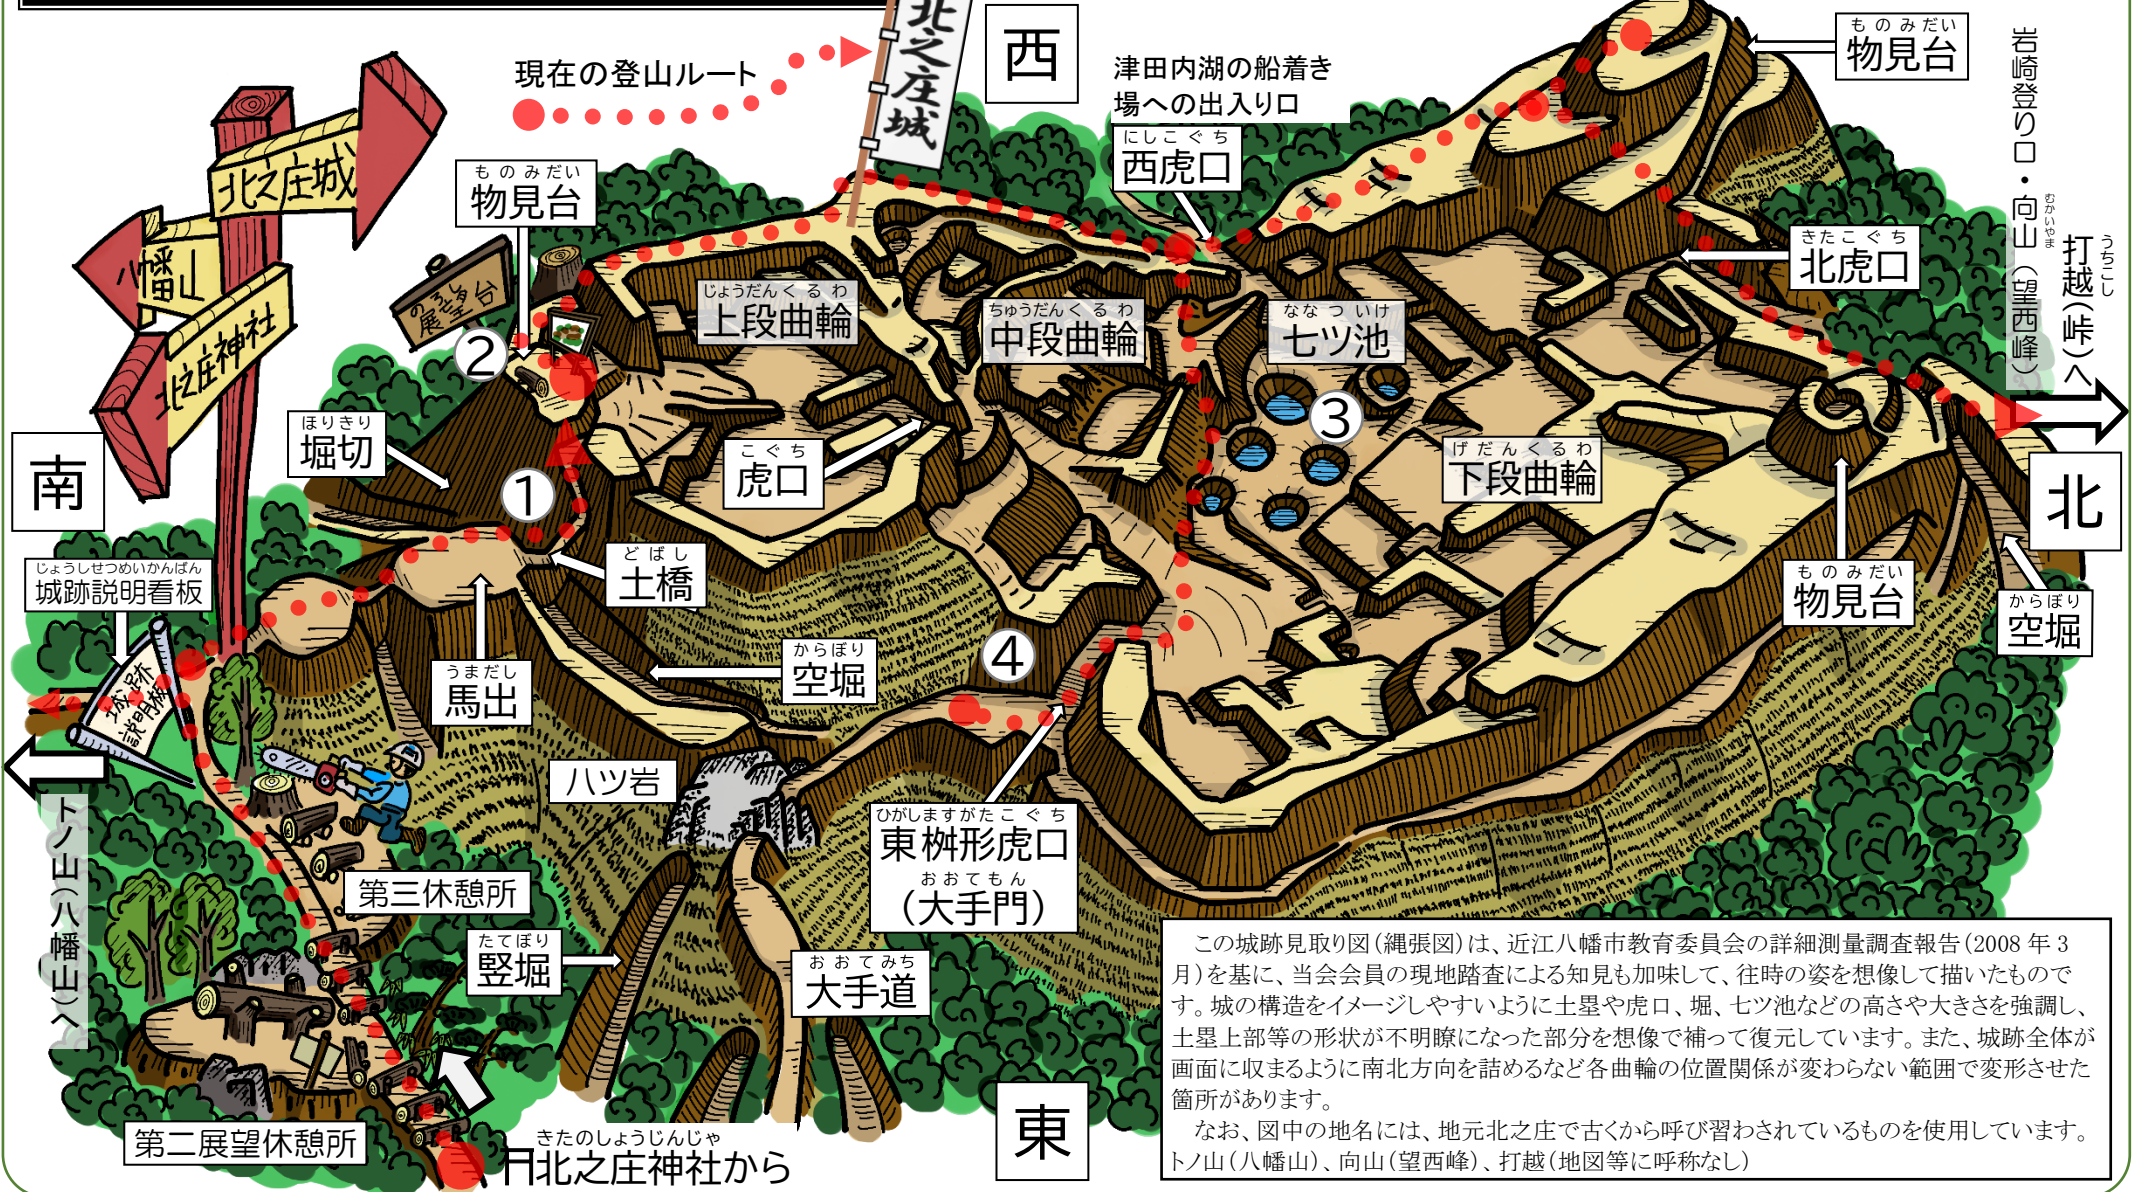 北之庄城
西
現在の登山ルート
津田内湖の船着き
場への出入り口
にしこぐち
西虎口
ものみだい
物見台
岩崎登り口・向山(望西峰)
むかいやま
うちこし
打越(峠)へ
北之庄城
八幡山
北之庄神社
ものみだい
物見台
のろし
展望台
②
じょうだんくるわ
上段曲輪
ちゅうだんくるわ
中段曲輪
ななついけ
七ツ池
③
きたこぐち
北虎口
南
ほりきり
堀切
①
こぐち
虎口
げだんくるわ
下段曲輪
北
どばし
土橋
じょうしせつめいかんばん
城跡説明看板
城跡
説明板
うまだし
馬出
からぼり
空堀
④
ものみだい
物見台
からぼり
空堀
八ツ岩
ひがしますがたこぐち
東桝形虎口
おおてもん
(大手門)
トノ山(八幡山)へ
第三休憩所
たてぼり
竪堀
おおてみち
大手道
第二展望休憩所
きたのしょうじんじゃ
北之庄神社から
東
この城跡見取り図(縄張図)は、近江八幡市教育委員会の詳細測量調査報告(2008 年 3
月)を基に、当会会員の現地踏査による知見も加味して、往時の姿を想像して描いたもので
す。城の構造をイメージしやすいように土塁や虎口、堀、七ツ池などの高さや大きさを強調し、
土塁上部等の形状が不明瞭になった部分を想像で補って復元しています。また、城跡全体が
画面に収まるように南北方向を詰めるなど各曲輪の位置関係が変わらない範囲で変形させた
箇所があります。
なお、図中の地名には、地元北之庄で古くから呼び習わされているものを使用しています。
トノ山(八幡山)、向山(望西峰)、打越(地図等に呼称なし)